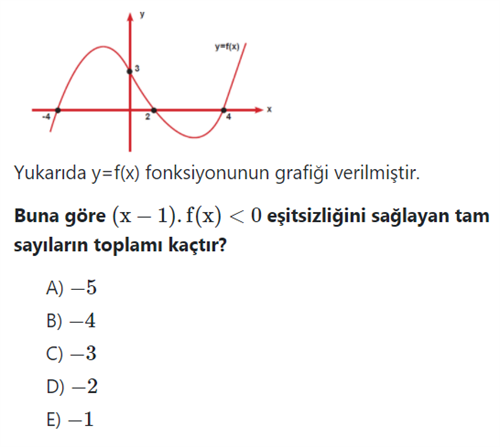 y
y=f(x)
3
-4
2
4
x
Yukarıda y=f(x) fonksiyonunun grafiği verilmiştir.
Buna göre (x − 1). f(x) < 0 eşitsizliğini sağlayan tam
sayıların toplamı kaçtır?
A) −5
B) −4
C) −3
D) −2
E) −1